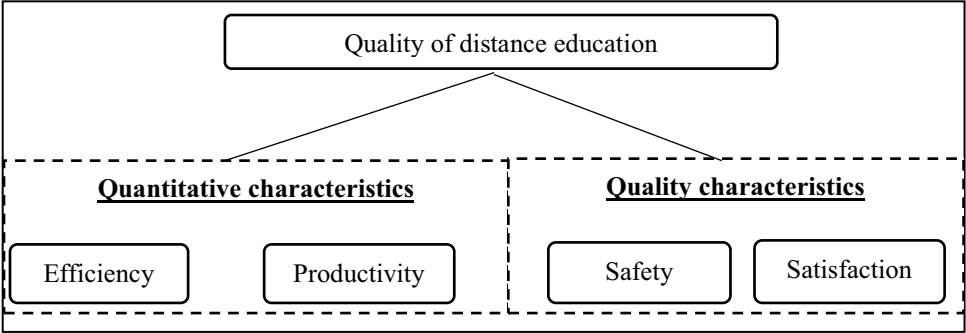 Quality of distance education
Quantitative characteristics
Quality characteristics
Efficiency
Productivity
Safety
Satisfaction